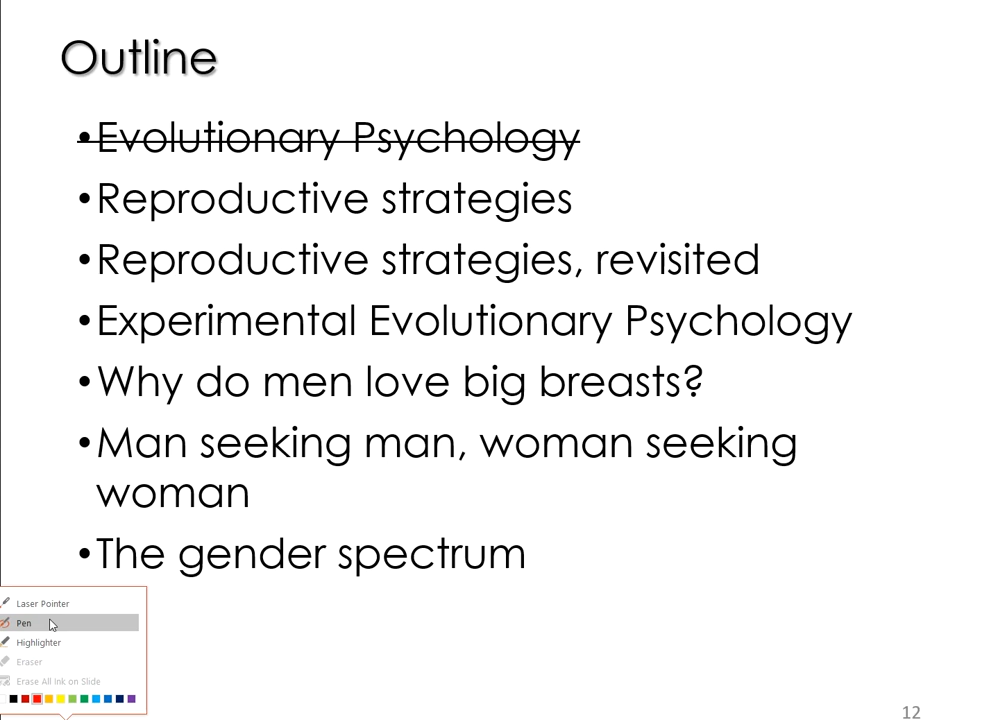 Outline
•Evolutionary Psychology
•Reproductive strategies
•Reproductive strategies, revisited
•Experimental Evolutionary Psychology
•Why do men love big breasts?
•Man seeking man, woman seeking
woman
•The gender spectrum
Laser Pointer
Pen
Highlighter
Eraser
Erase All Ink on Slide
12